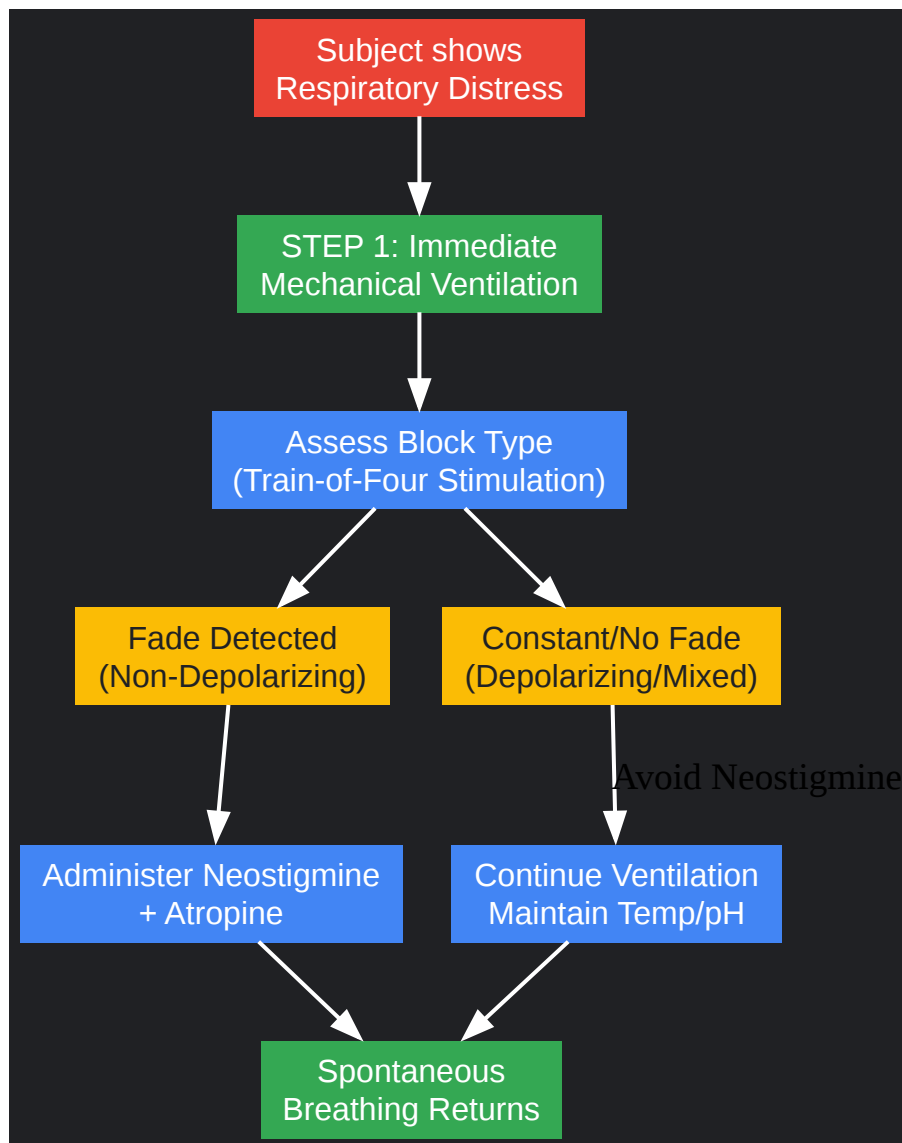 Subject shows
Respiratory Distress
STEP 1: Immediate
Mechanical Ventilation
Assess Block Type
(Train-of-Four Stimulation)
Fade Detected
(Non-Depolarizing)
Constant/No Fade
(Depolarizing/Mixed)
Avoid Neostigmine
Administer Neostigmine
+ Atropine
Continue Ventilation
Maintain Temp/pH
Spontaneous
Breathing Returns